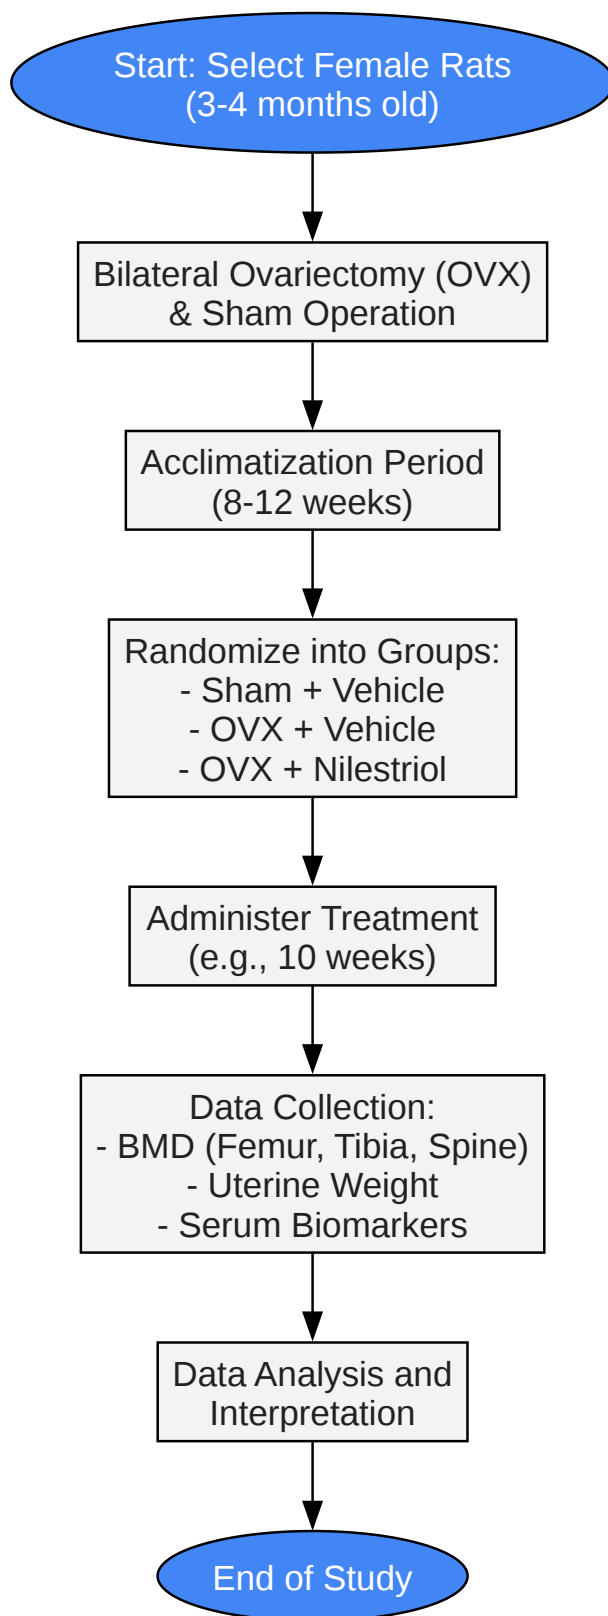 Start: Select Female Rats
(3-4 months old)
Bilateral Ovariectomy (OVX)
& Sham Operation
Acclimatization Period
(8-12 weeks)
Randomize into Groups:
- Sham + Vehicle
- OVX + Vehicle
- OVX + Nilestriol
Administer Treatment
(e.g., 10 weeks)
Data Collection:
- BMD (Femur, Tibia, Spine)
- Uterine Weight
- Serum Biomarkers
Data Analysis and
Interpretation
End of Study